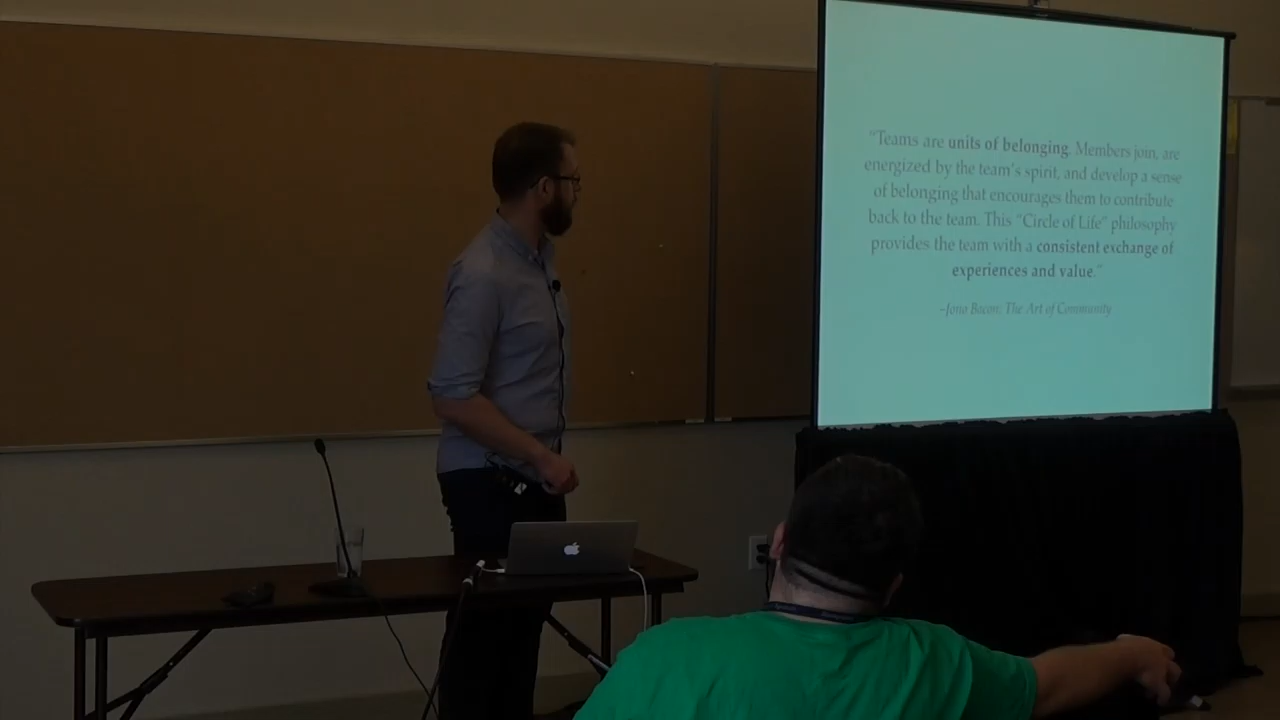 “Teams are units of belonging. Members join, are
energized by the team’s spirit, and develop a sense
of belonging that encourages them to contribute
back to the team. This “Circle of Life” philosophy
provides the team with a consistent exchange of
experiences and value.”
–Jono Bacon, The Art of Community